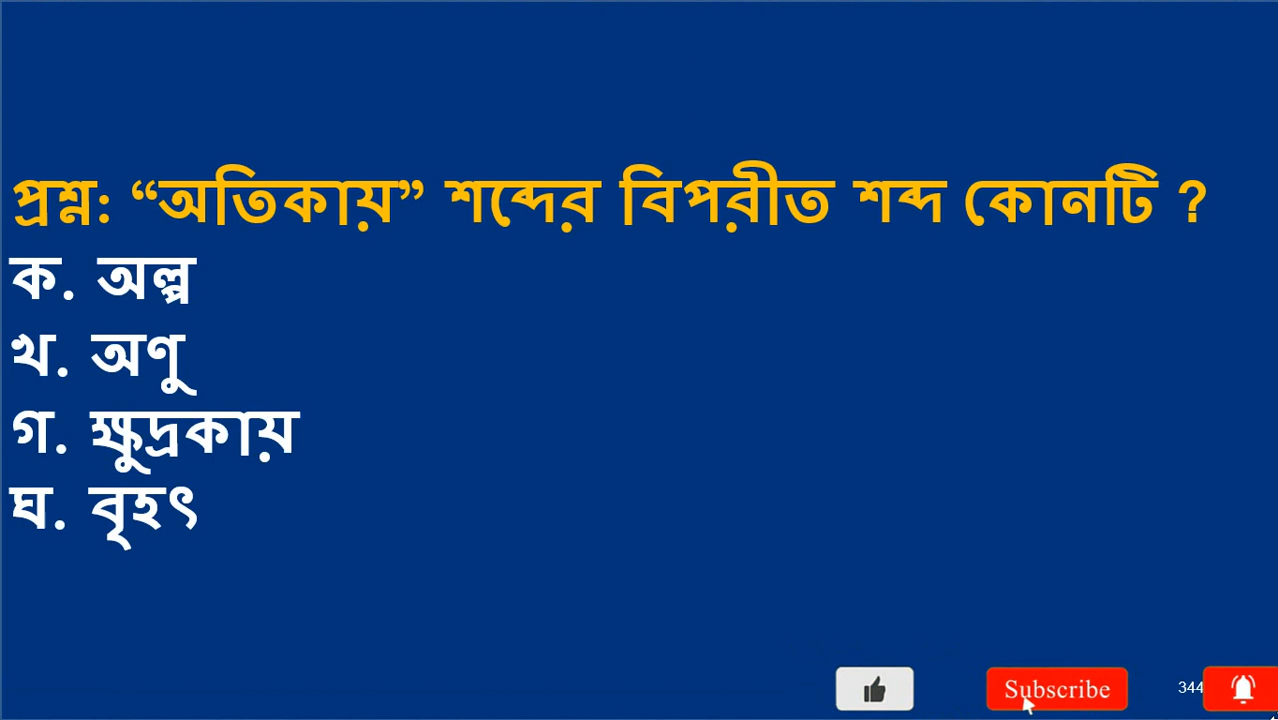 প্রশ্ন: “অতিকায়” শব্দের বিপরীত শব্দ কোনটি ?
ক. অল্প
খ. অণু
গ. ক্ষুদ্রকায়
ঘ. বৃহৎ
Subscribe
344